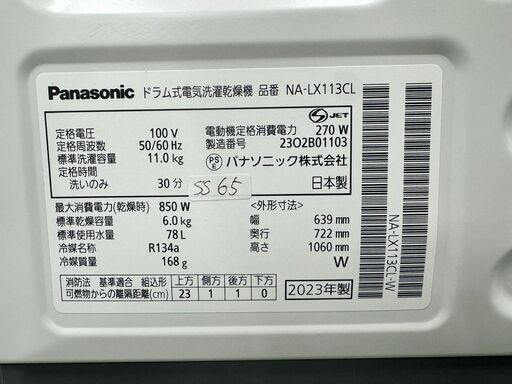 Panasonic ドラム式電気洗濯乾燥機 品番 NA-LX113CL
S JET
定格電圧 100 V 電動機定格消費電力 270 W
定格周波数 50/60 Hz 製造番号 23O2B01103
標準洗濯容量 11.0 kg PS E パナソニック株式会社
定格時間
洗いのみ 30 分 日本製
SS 65
最大消費電力(乾燥時) 850 W <外形寸法>
標準乾燥容量 6.0 kg 幅 639 mm
標準使用水量 78 L 奥行 722 mm
冷媒名称 R134a 高さ 1060 mm
冷媒質量 168 g W
消防法 基準適合 組込形 上方 側方 後方 下方
可燃物からの離隔距離(cm) 23 1 1 0 2023年製
NA-LX113CL-W